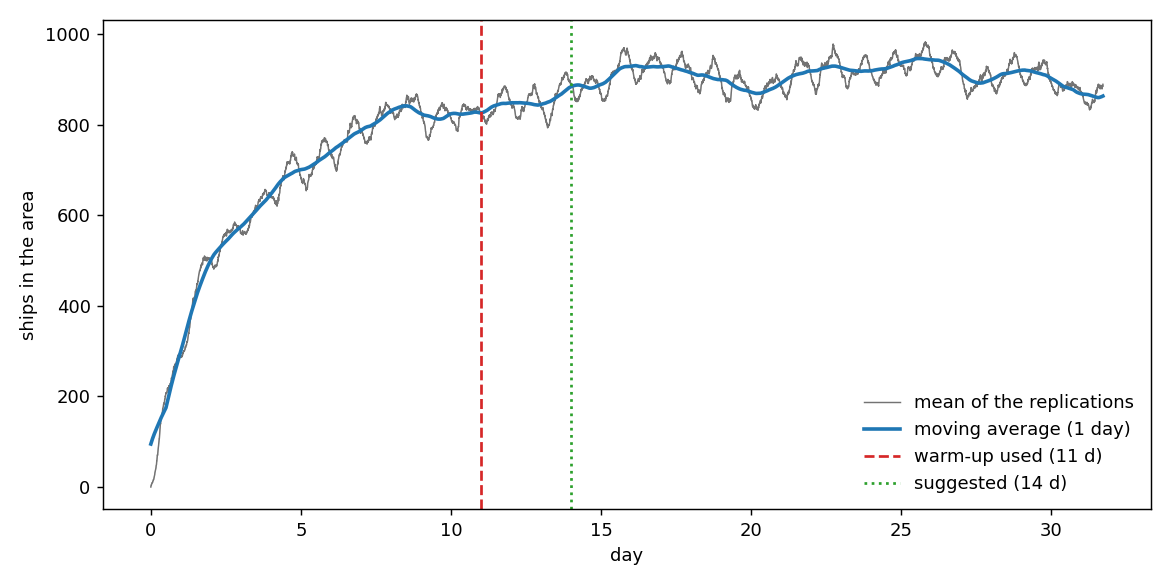 1000
800
600
400
200
0
ships in the area
0 5 10 15 20 25 30
day
mean of the replications
moving average (1 day)
warm-up used (11 d)
suggested (14 d)